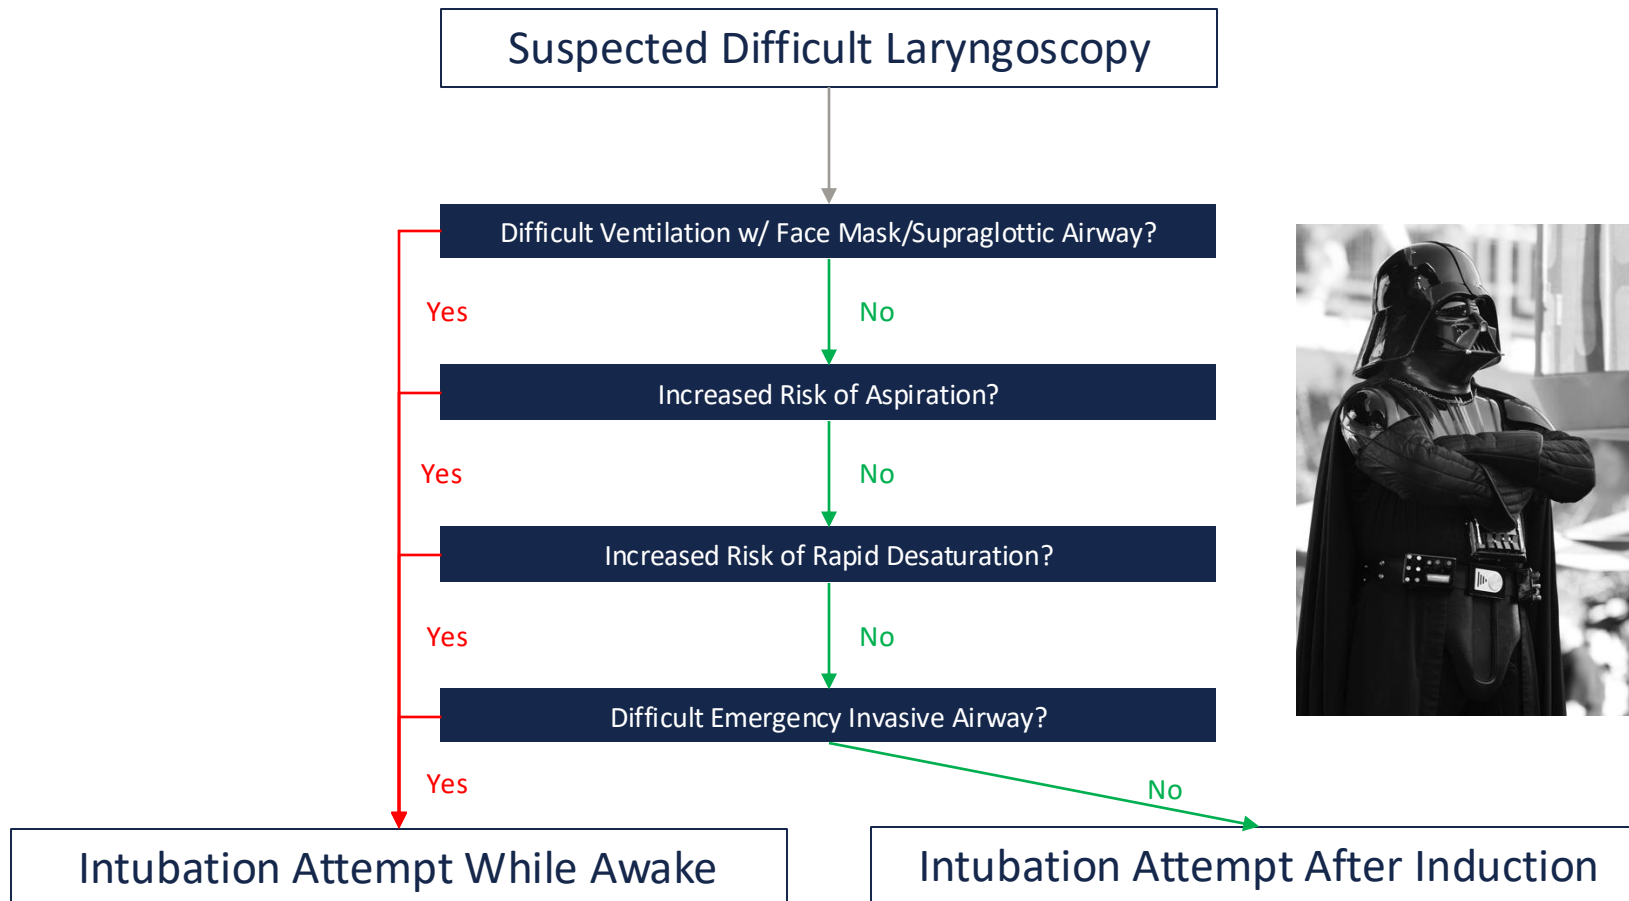 Suspected Difficult Laryngoscopy
Difficult Ventilation w/ Face Mask/Supraglottic Airway?
Yes
No
Increased Risk of Aspiration?
Yes
No
Increased Risk of Rapid Desaturation?
Yes
No
Difficult Emergency Invasive Airway?
Yes
No
Intubation Attempt While Awake
Intubation Attempt After Induction